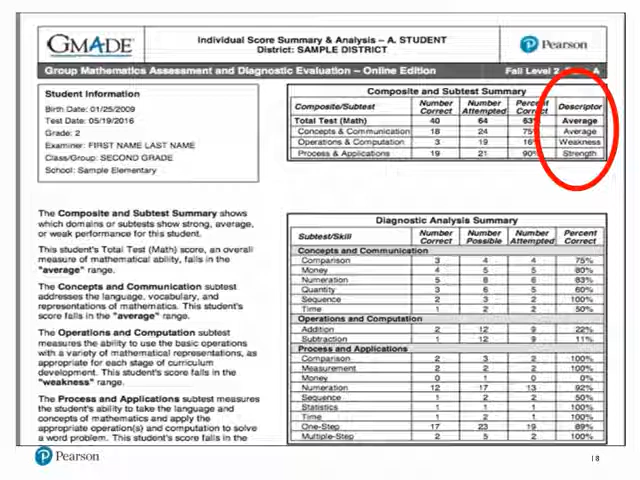 GMADE
Individual Score Summary & Analysis – A. STUDENT
District: SAMPLE DISTRICT
Pearson
Group Mathematics Assessment and Diagnostic Evaluation – Online Edition
Fall Level 2
A
Student Information
Birth Date: 01/25/2009
Test Date: 05/19/2016
Grade: 2
Examiner: FIRST NAME LAST NAME
Class/Group: SECOND GRADE
School: Sample Elementary
Composite and Subtest Summary
Composite/Subtest Number Correct Number Attempted Percent Correct Descriptor
Total Test (Math) 40 64 63% Average
Concepts & Communication 18 24 75% Average
Operations & Computation 3 19 16% Weakness
Process & Applications 19 21 90% Strength
The Composite and Subtest Summary shows
which domains or subtests show strong, average,
or weak performance for this student.
This student's Total Test (Math) score, an overall
measure of mathematical ability, falls in the
"average" range.
The Concepts and Communication subtest
addresses the language, vocabulary, and
representations of mathematics. This student's
score falls in the "average" range.
The Operations and Computation subtest
measures the ability to use the basic operations
with a variety of mathematical representations, as
appropriate for each stage of curriculum
development. This student's score falls in the
"weakness" range.
The Process and Applications subtest measures
the student's ability to take the language and
concepts of mathematics and apply the
appropriate operation(s) and computation to solve
a word problem. This student's score falls in the
Diagnostic Analysis Summary
Subtest/Skill Number Correct Number Possible Number Attempted Percent Correct
Concepts and Communication
Comparison 3 4 4 75%
Money 4 5 5 80%
Numeration 5 8 6 83%
Quantity 3 6 5 60%
Sequence 2 3 2 100%
Time 1 2 2 50%
Operations and Computation
Addition 2 12 9 22%
Subtraction 1 12 9 11%
Process and Applications
Comparison 2 3 2 100%
Measurement 2 2 2 100%
Money 0 1 0 0%
Numeration 12 17 13 92%
Sequence 1 2 2 50%
Statistics 1 1 1 100%
Time 1 2 1 100%
One-Step 17 23 19 89%
Multiple-Step 2 5 2 100%
Pearson
| 8